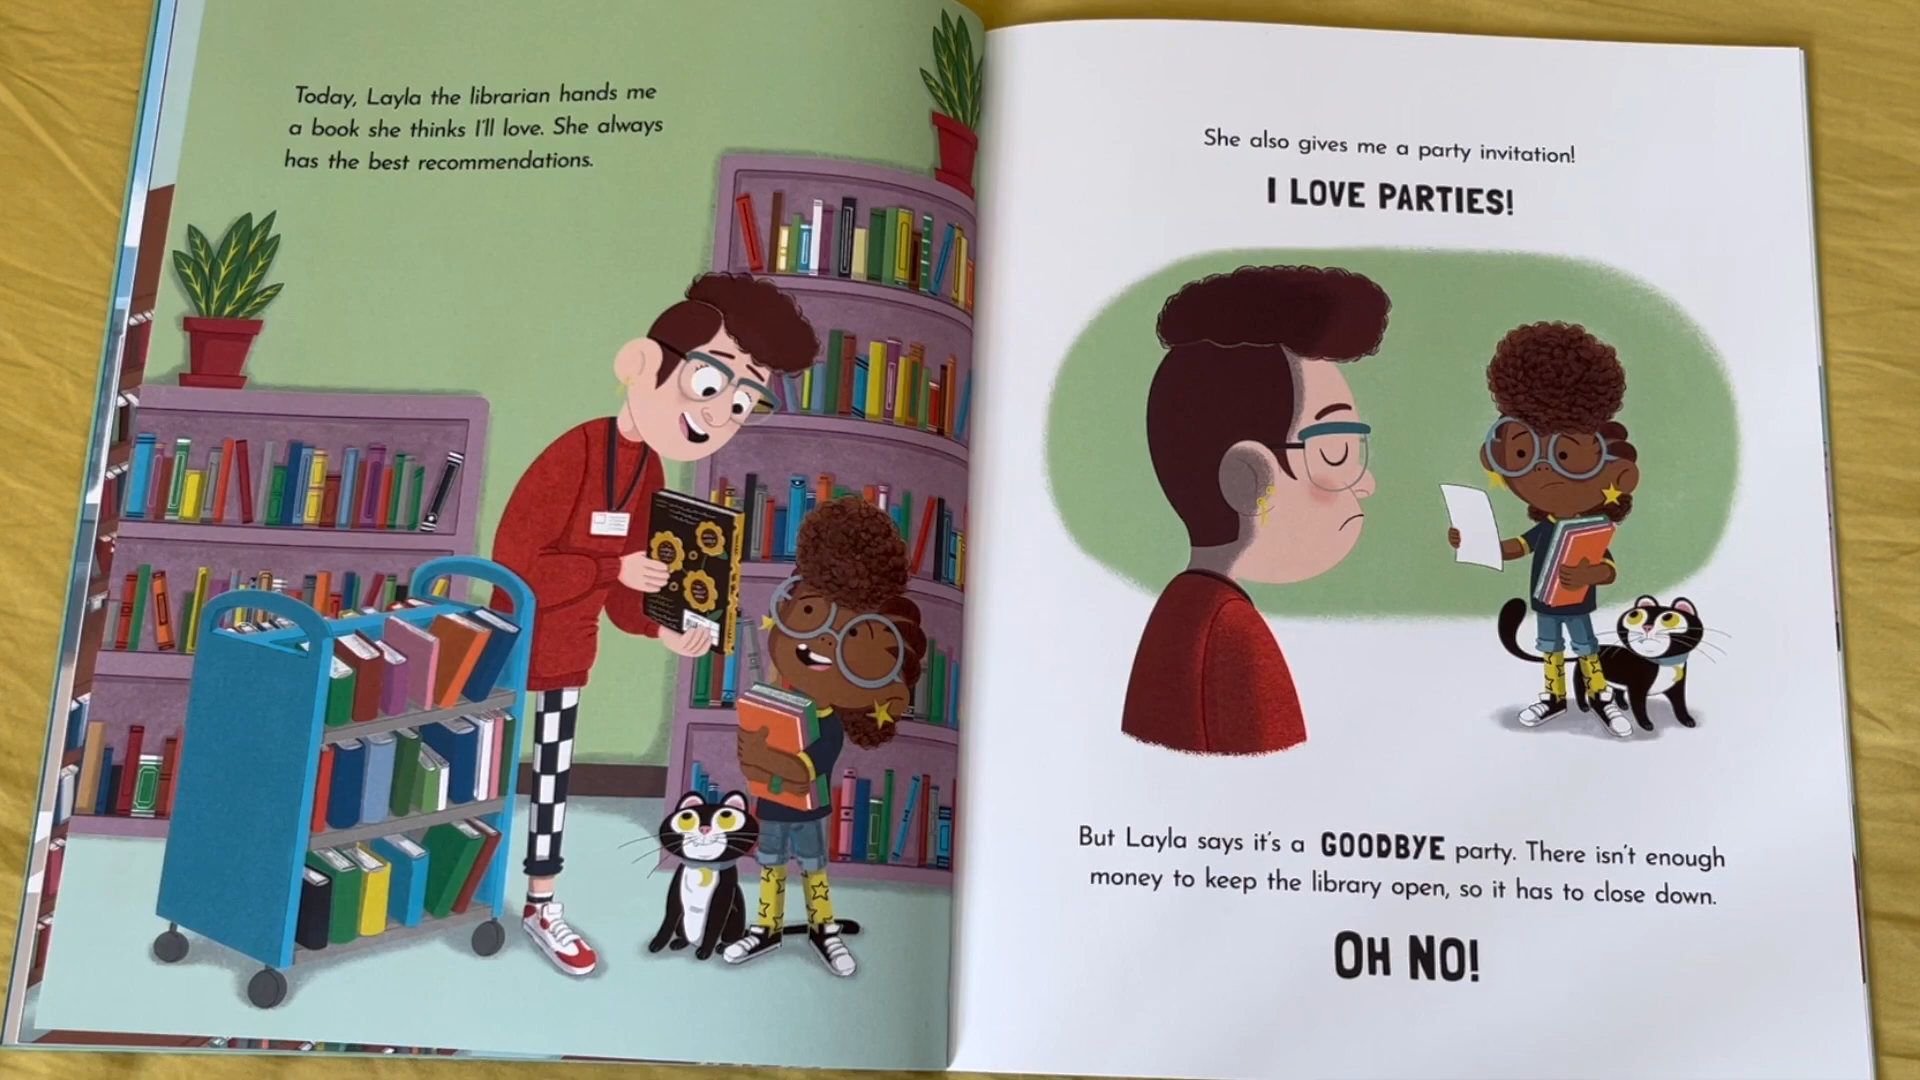 Today, Layla the librarian hands me
a book she thinks I'll love. She always
has the best recommendations.
She also gives me a party invitation!
I LOVE PARTIES!
But Layla says it's a GOODBYE party. There isn't enough
money to keep the library open, so it has to close down.
OH NO!